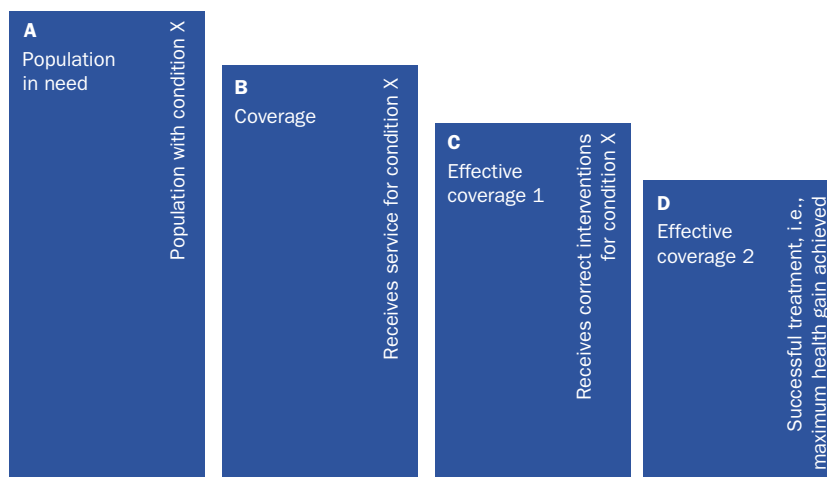 A
Population
in need
Population with condition X
B
Coverage
Receives service for condition X
C
Effective
coverage 1
Receives correct interventions
for condition X
D
Effective
coverage 2
Successful treatment, i.e.,
maximum health gain achieved